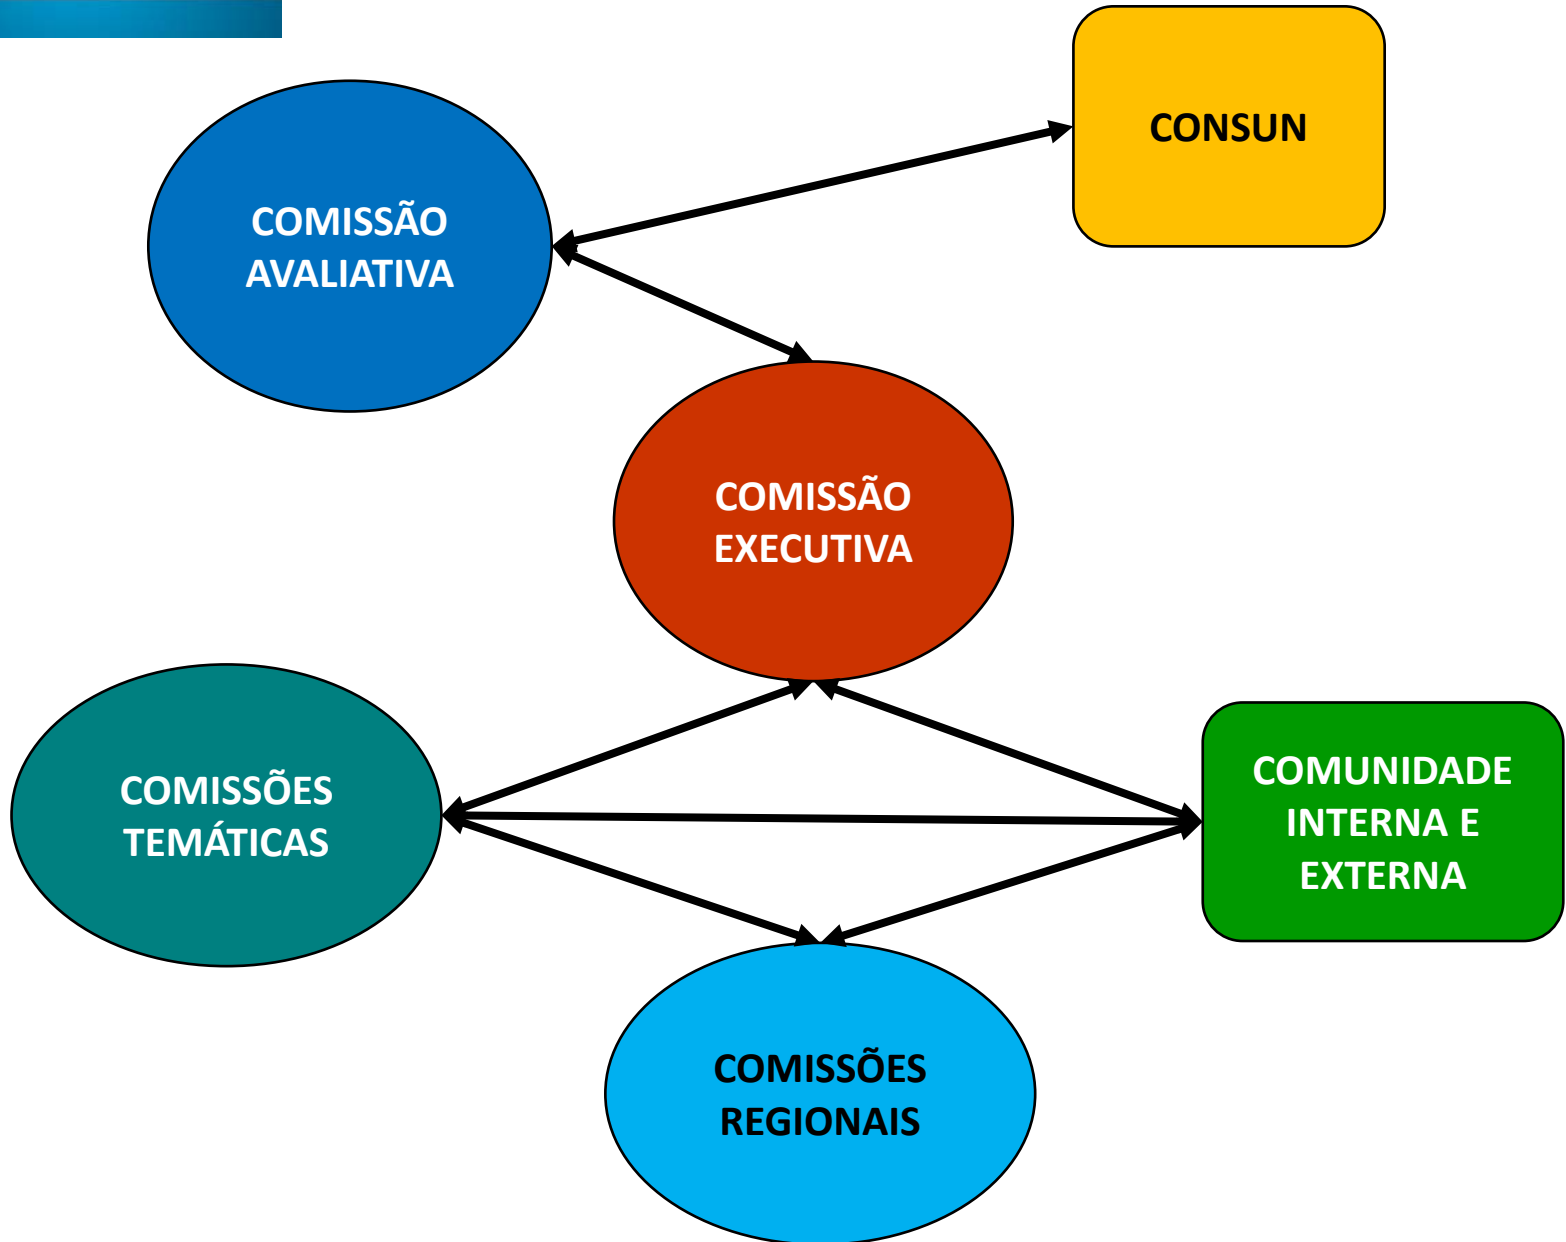 CONSUN
COMISSÃO
AVALIATIVA
COMISSÃO
EXECUTIVA
COMISSÕES
TEMÁTICAS
COMUNIDADE
INTERNA E
EXTERNA
COMISSÕES
REGIONAIS